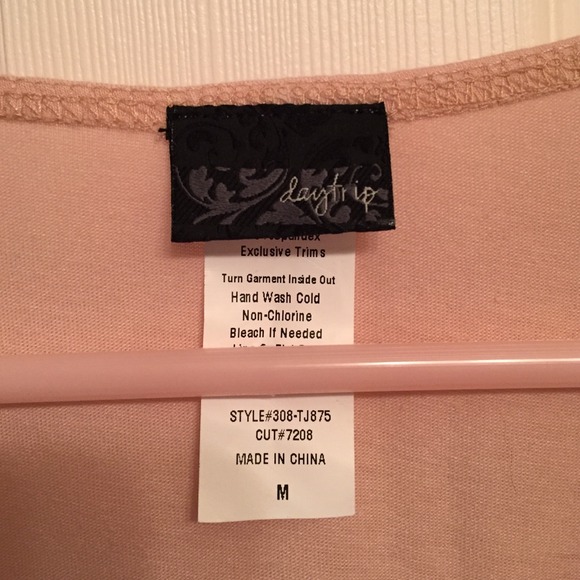 daytrip
Spandex
Exclusive Trims
Turn Garment Inside Out
Hand Wash Cold
Non-Chlorine
Bleach If Needed
STYLE#308-TJ875
CUT#7208
MADE IN CHINA
M